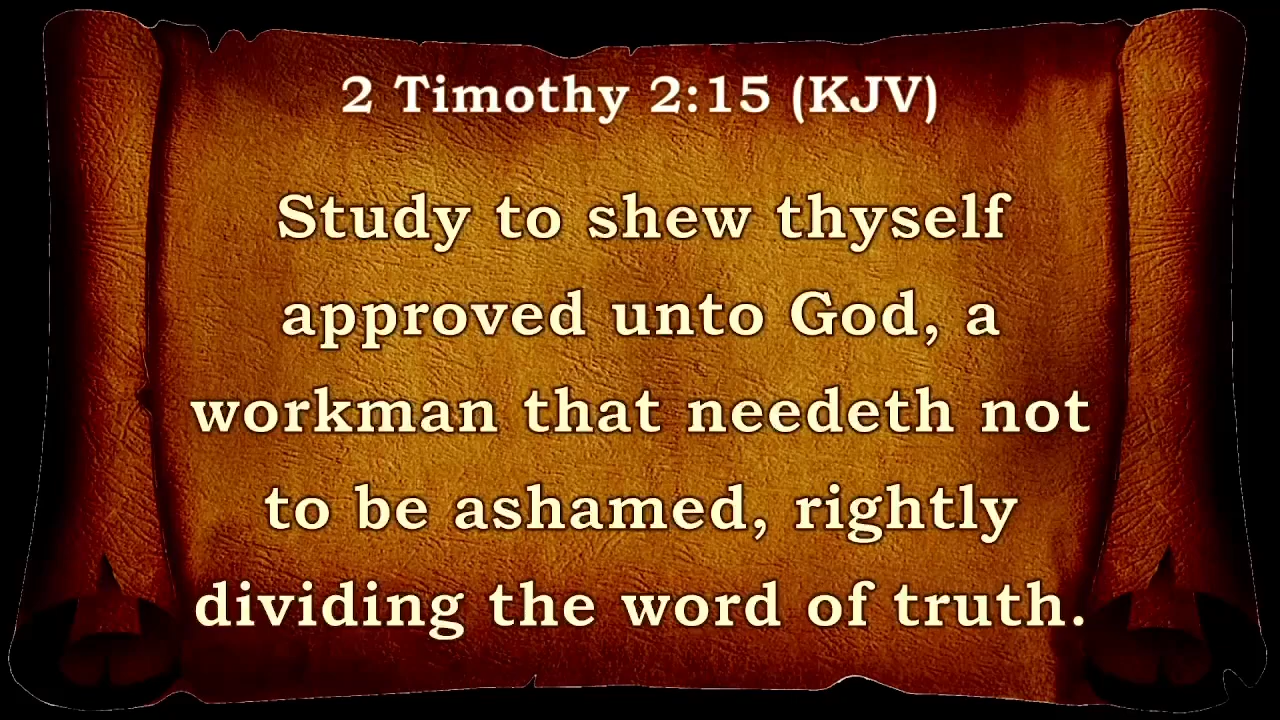 2 Timothy 2:15 (KJV)
Study to shew thyself
approved unto God, a
workman that needeth not
to be ashamed, rightly
dividing the word of truth.